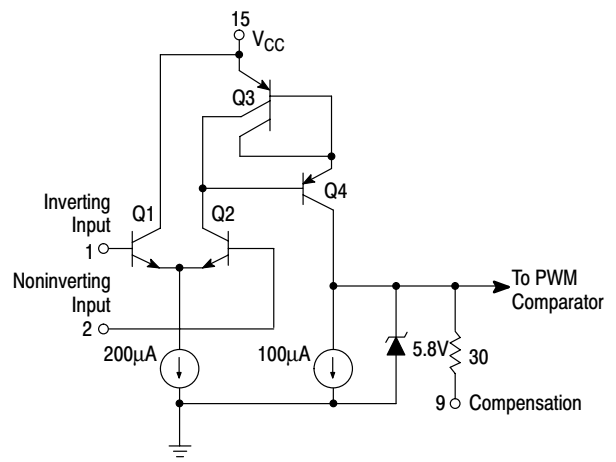 15
VCC
Q3
Q4
Inverting
Input
1
Q1
Q2
Noninverting
Input
2
To PWM
Comparator
200µA
100µA
5.8V
30
9
Compensation